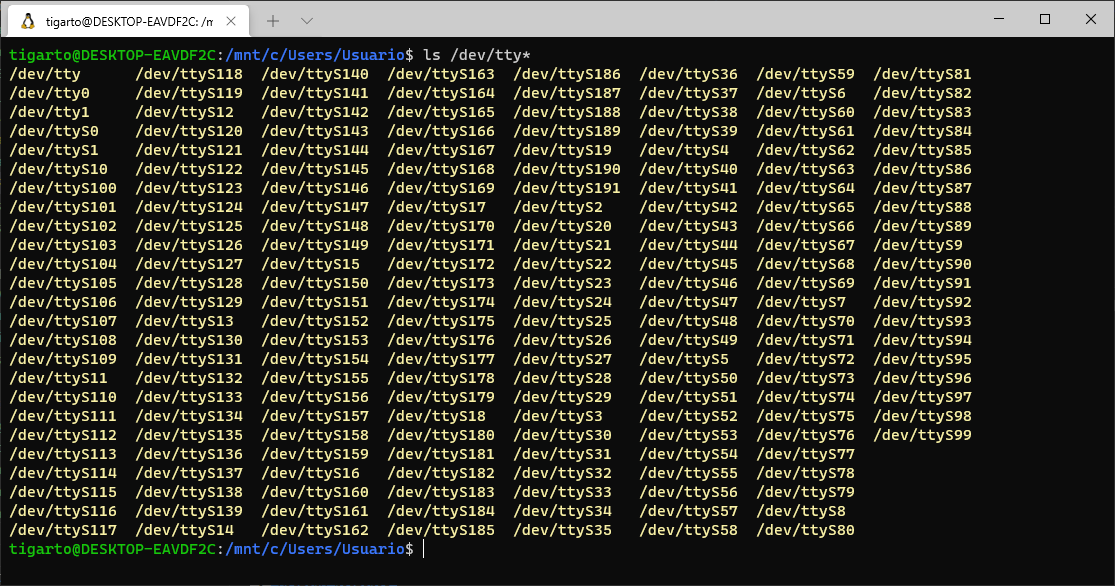 tigarto@DESKTOP-EAVDF2C: /m
tigarto@DESKTOP-EAVDF2C:/mnt/c/Users/Usuario$ ls /dev/tty*
/dev/tty /dev/ttyS118 /dev/ttyS140 /dev/ttyS163 /dev/ttyS186 /dev/ttyS36 /dev/ttyS59 /dev/ttyS81
/dev/tty0 /dev/ttyS119 /dev/ttyS141 /dev/ttyS164 /dev/ttyS187 /dev/ttyS37 /dev/ttyS6 /dev/ttyS82
/dev/tty1 /dev/ttyS12 /dev/ttyS142 /dev/ttyS165 /dev/ttyS188 /dev/ttyS38 /dev/ttyS60 /dev/ttyS83
/dev/ttyS0 /dev/ttyS120 /dev/ttyS143 /dev/ttyS166 /dev/ttyS189 /dev/ttyS39 /dev/ttyS61 /dev/ttyS84
/dev/ttyS1 /dev/ttyS121 /dev/ttyS144 /dev/ttyS167 /dev/ttyS19 /dev/ttyS4 /dev/ttyS62 /dev/ttyS85
/dev/ttyS10 /dev/ttyS122 /dev/ttyS145 /dev/ttyS168 /dev/ttyS190 /dev/ttyS40 /dev/ttyS63 /dev/ttyS86
/dev/ttyS100 /dev/ttyS123 /dev/ttyS146 /dev/ttyS169 /dev/ttyS191 /dev/ttyS41 /dev/ttyS64 /dev/ttyS87
/dev/ttyS101 /dev/ttyS124 /dev/ttyS147 /dev/ttyS17 /dev/ttyS2 /dev/ttyS42 /dev/ttyS65 /dev/ttyS88
/dev/ttyS102 /dev/ttyS125 /dev/ttyS148 /dev/ttyS170 /dev/ttyS20 /dev/ttyS43 /dev/ttyS66 /dev/ttyS89
/dev/ttyS103 /dev/ttyS126 /dev/ttyS149 /dev/ttyS171 /dev/ttyS21 /dev/ttyS44 /dev/ttyS67 /dev/ttyS9
/dev/ttyS104 /dev/ttyS127 /dev/ttyS15 /dev/ttyS172 /dev/ttyS22 /dev/ttyS45 /dev/ttyS68 /dev/ttyS90
/dev/ttyS105 /dev/ttyS128 /dev/ttyS150 /dev/ttyS173 /dev/ttyS23 /dev/ttyS46 /dev/ttyS69 /dev/ttyS91
/dev/ttyS106 /dev/ttyS129 /dev/ttyS151 /dev/ttyS174 /dev/ttyS24 /dev/ttyS47 /dev/ttyS7 /dev/ttyS92
/dev/ttyS107 /dev/ttyS13 /dev/ttyS152 /dev/ttyS175 /dev/ttyS25 /dev/ttyS48 /dev/ttyS70 /dev/ttyS93
/dev/ttyS108 /dev/ttyS130 /dev/ttyS153 /dev/ttyS176 /dev/ttyS26 /dev/ttyS49 /dev/ttyS71 /dev/ttyS94
/dev/ttyS109 /dev/ttyS131 /dev/ttyS154 /dev/ttyS177 /dev/ttyS27 /dev/ttyS5 /dev/ttyS72 /dev/ttyS95
/dev/ttyS11 /dev/ttyS132 /dev/ttyS155 /dev/ttyS178 /dev/ttyS28 /dev/ttyS50 /dev/ttyS73 /dev/ttyS96
/dev/ttyS110 /dev/ttyS133 /dev/ttyS156 /dev/ttyS179 /dev/ttyS29 /dev/ttyS51 /dev/ttyS74 /dev/ttyS97
/dev/ttyS111 /dev/ttyS134 /dev/ttyS157 /dev/ttyS18 /dev/ttyS3 /dev/ttyS52 /dev/ttyS75 /dev/ttyS98
/dev/ttyS112 /dev/ttyS135 /dev/ttyS158 /dev/ttyS180 /dev/ttyS30 /dev/ttyS53 /dev/ttyS76 /dev/ttyS99
/dev/ttyS113 /dev/ttyS136 /dev/ttyS159 /dev/ttyS181 /dev/ttyS31 /dev/ttyS54 /dev/ttyS77
/dev/ttyS114 /dev/ttyS137 /dev/ttyS16 /dev/ttyS182 /dev/ttyS32 /dev/ttyS55 /dev/ttyS78
/dev/ttyS115 /dev/ttyS138 /dev/ttyS160 /dev/ttyS183 /dev/ttyS33 /dev/ttyS56 /dev/ttyS79
/dev/ttyS116 /dev/ttyS139 /dev/ttyS161 /dev/ttyS184 /dev/ttyS34 /dev/ttyS57 /dev/ttyS8
/dev/ttyS117 /dev/ttyS14 /dev/ttyS162 /dev/ttyS185 /dev/ttyS35 /dev/ttyS58 /dev/ttyS80
tigarto@DESKTOP-EAVDF2C:/mnt/c/Users/Usuario$